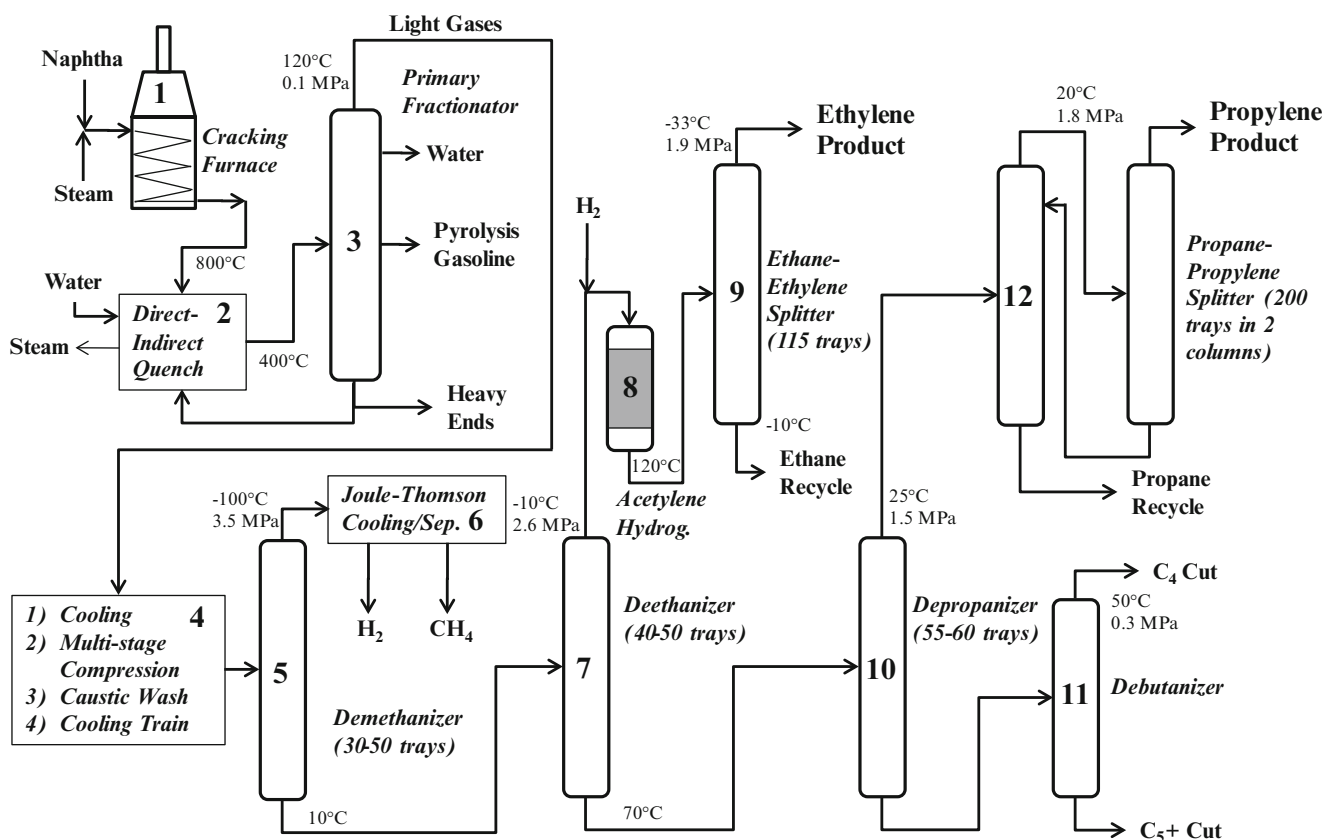 Light Gases
Naphtha
1
120°C
0.1 MPa
Primary
Fractionator
Cracking
Furnace
Steam
Water
3
Pyrolysis
Gasoline
800°C
Water
2
Direct-
Indirect
Quench
Steam
400°C
Heavy
Ends
-33°C
1.9 MPa
Ethylene
Product
20°C
1.8 MPa
Propylene
Product
H2
9
Ethane-
Ethylene
Splitter
(115 trays)
12
Propane-
Propylene
Splitter (200
trays in 2
columns)
8
120°C
Acetylene
Hydrog.
-10°C
Ethane
Recycle
Propane
Recycle
-100°C
3.5 MPa
Joule-Thomson
Cooling/Sep. 6
-10°C
2.6 MPa
25°C
1.5 MPa
H2
CH4
1) Cooling
4
2) Multi-stage
Compression
3) Caustic Wash
4) Cooling Train
5
Demethanizer
(30-50 trays)
10°C
7
Deethanizer
(40-50 trays)
70°C
10
Depropanizer
(55-60 trays)
C4 Cut
50°C
0.3 MPa
11
Debutanizer
C5+ Cut